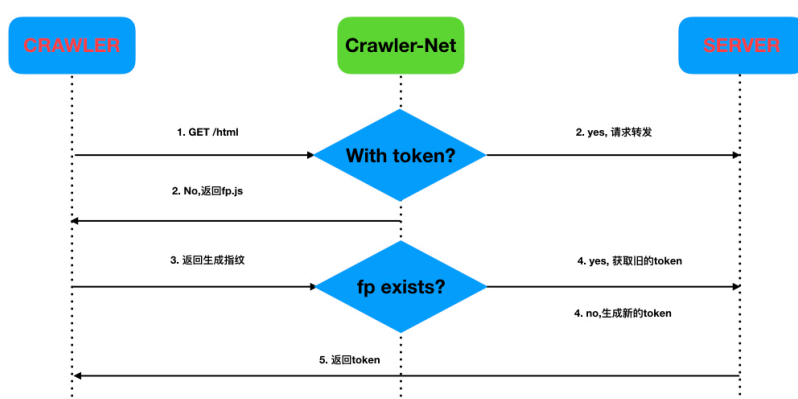 CRAWLER
Crawler-Net
SERVER
1. GET /html
With token?
2. yes, 请求转发
2. No,返回fp.js
3. 返回生成指纹
fp exists?
4. yes, 获取旧的token
4. no,生成新的token
5. 返回token